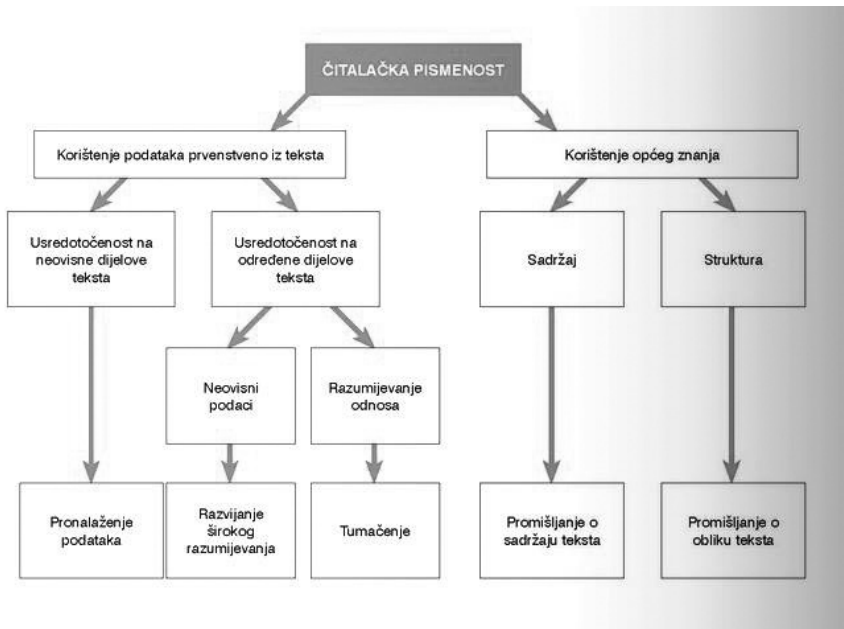 ČITALAČKA PISMENOST
Korištenje podataka prvenstveno iz teksta
Korištenje općeg znanja
Usredotočenost na
neovisne dijelove
teksta
Usredotočenost na
određene dijelove
teksta
Sadržaj
Struktura
Neovisni
podaci
Razumijevanje
odnosa
Pronalaženje
podataka
Razvijanje
širokog
razumijevanja
Tumačenje
Promišljanje o
sadržaju teksta
Promišljanje o
obliku teksta